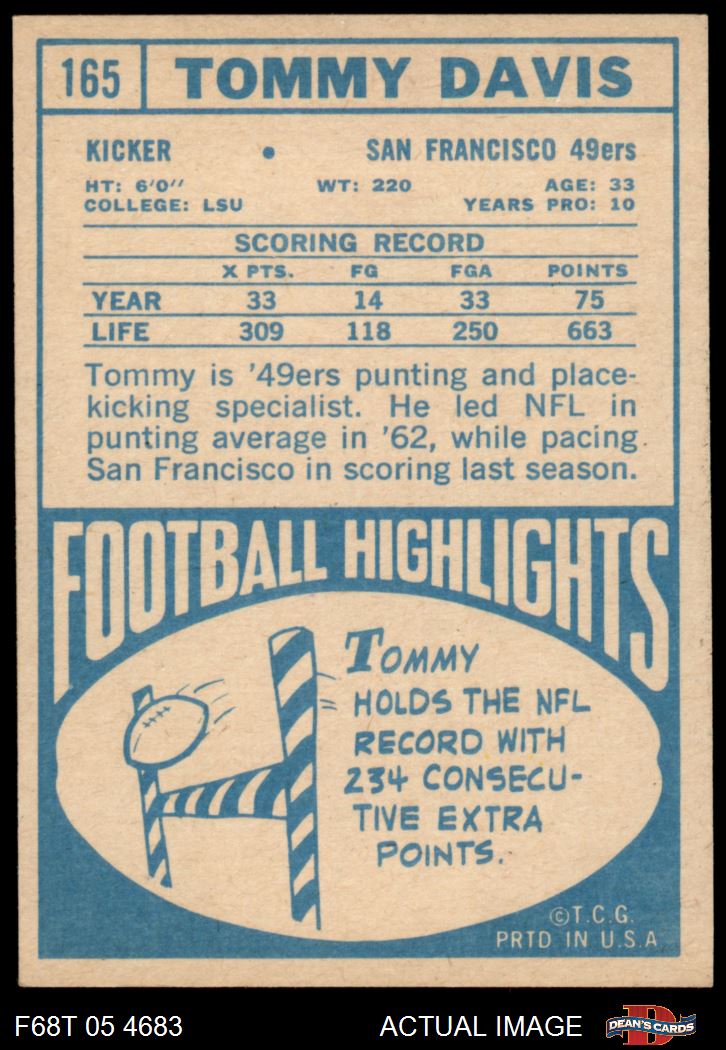 165 TOMMY DAVIS
KICKER • SAN FRANCISCO 49ers
HT: 6'0" WT: 220 AGE: 33
COLLEGE: LSU YEARS PRO: 10
SCORING RECORD
X PTS. FG FGA POINTS
YEAR 33 14 33 75
LIFE 309 118 250 663
Tommy is '49ers punting and place-
kicking specialist. He led NFL in
punting average in '62, while pacing
San Francisco in scoring last season.
FOOTBALL HIGHLIGHTS
TOMMY
HOLDS THE NFL
RECORD WITH
234 CONSECU-
TIVE EXTRA
POINTS.
©T.C.G.
PRTD IN U.S.A
F68T 05 4683 ACTUAL IMAGE D DEAN'S CARDS